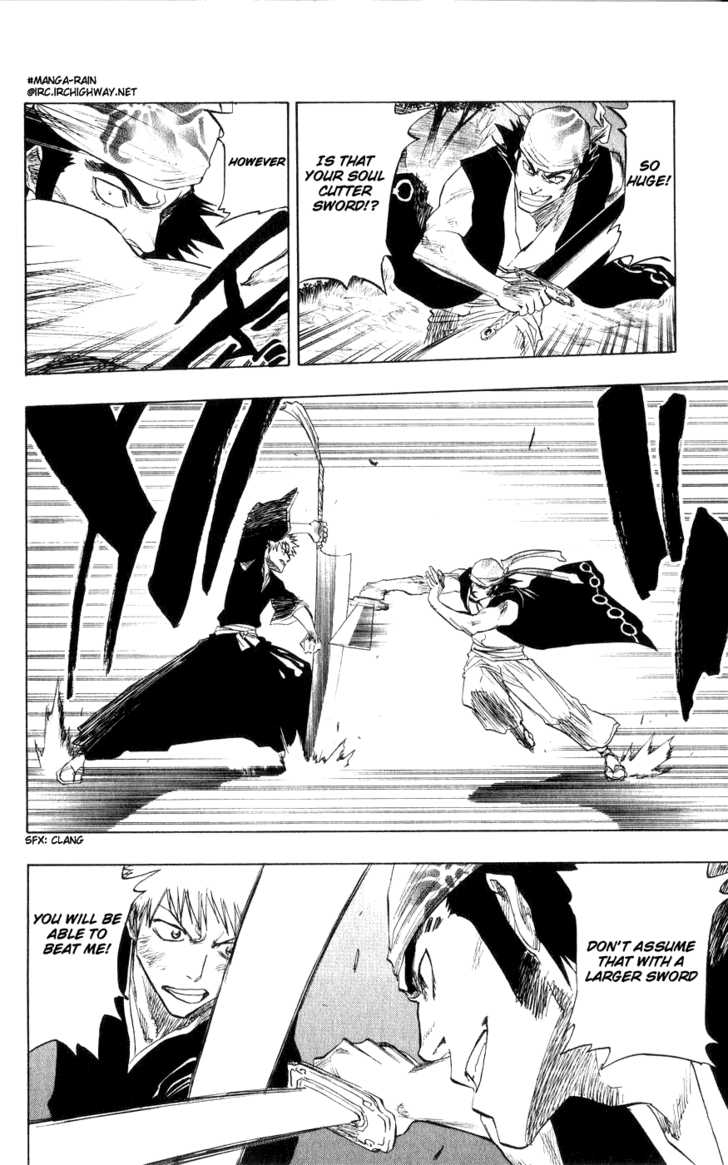 #MANGA-RAIN
@IRC.IRCHIGHWAY.NET
SO
HUGE!
IS THAT
YOUR SOUL
CUTTER
SWORD!?
HOWEVER
SFX: CLANG
DON'T ASSUME
THAT WITH A
LARGER SWORD
YOU WILL BE
ABLE TO
BEAT ME!